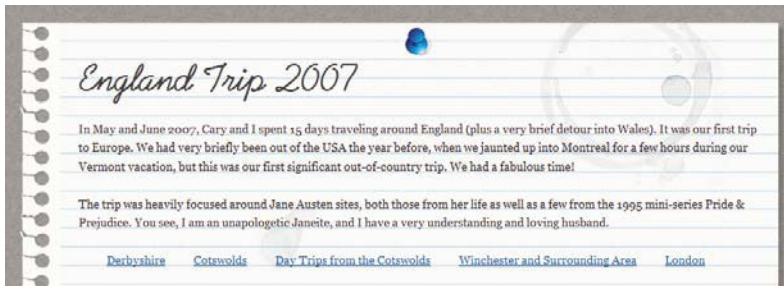 England Trip 2007
In May and June 2007, Cary and I spent 15 days traveling around England (plus a very brief detour into Wales). It was our first trip
to Europe. We had very briefly been out of the USA the year before, when we jaunted up into Montreal for a few hours during our
Vermont vacation, but this was our first significant out-of-country trip. We had a fabulous time!
The trip was heavily focused around Jane Austen sites, both those from her life as well as a few from the 1995 mini-series Pride &
Prejudice. You see, I am an unapologetic Janeite, and I have a very understanding and loving husband.
Derbyshire Cotswolds Day Trips from the Cotswolds Winchester and Surrounding Area London